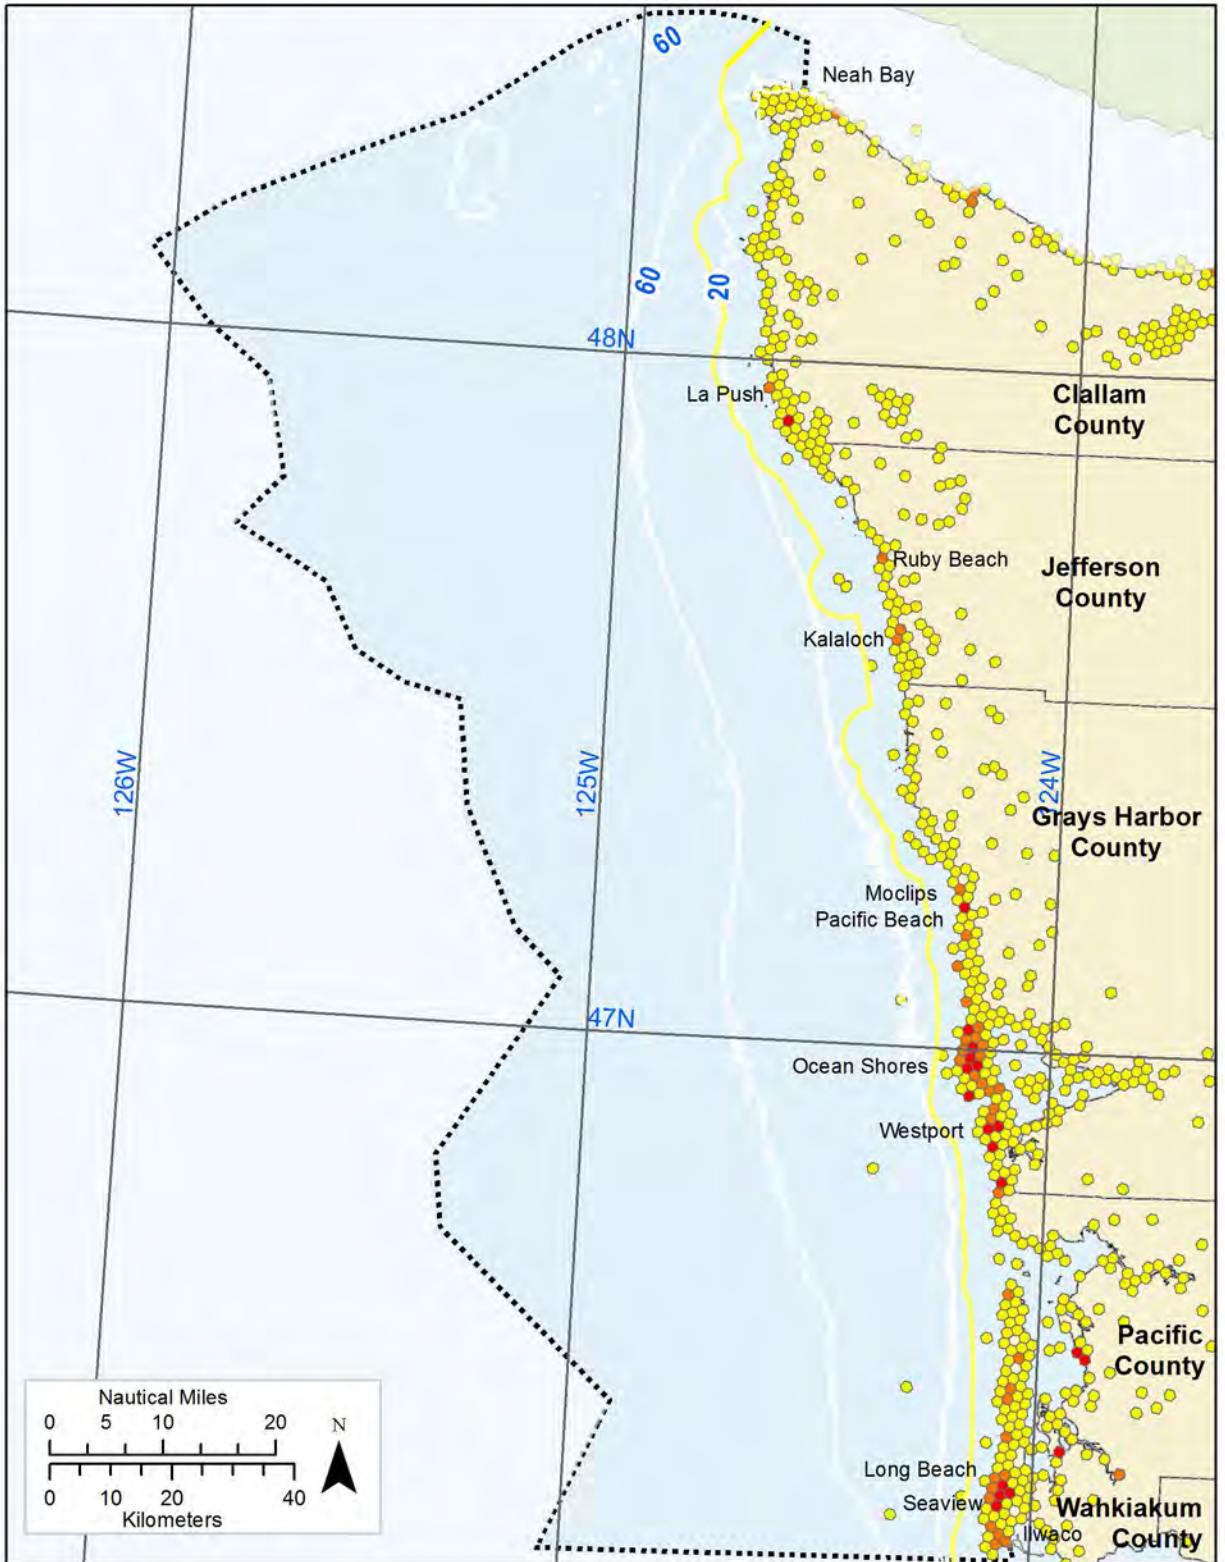 60
Neah Bay
60
20
48N
La Push
Clallam
County
Ruby Beach
Jefferson
County
Kalaloch
126W
125W
124W
Grays Harbor
County
Moclips
Pacific Beach
47N
Ocean Shores
Westport
Pacific
County
Nautical Miles
0 5 10 20
N
0 10 20 40
Kilometers
Long Beach
Seaview
Wahkiakum
County
Ilwaco